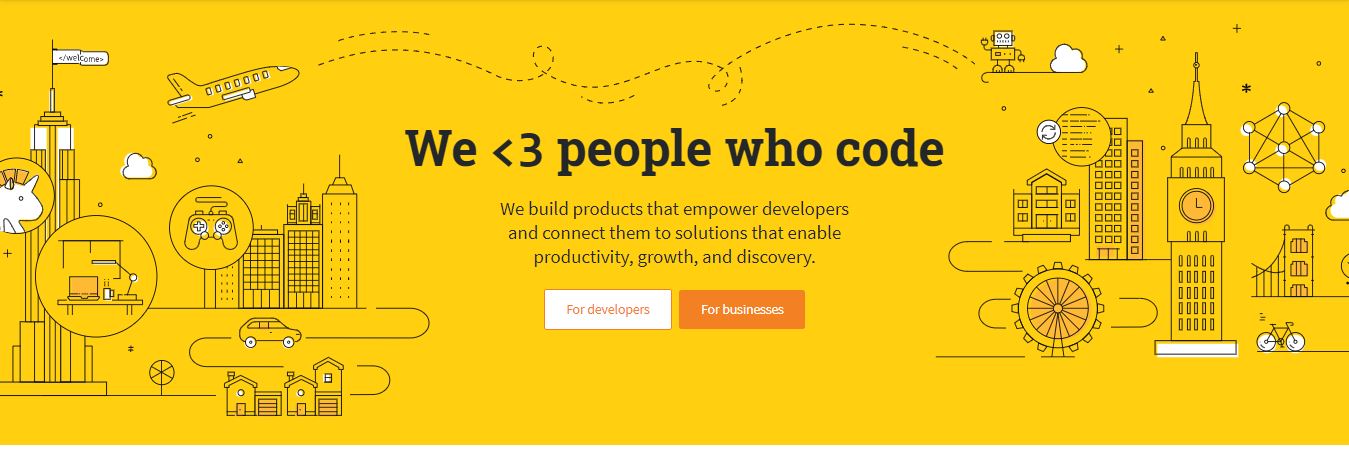 </welcome>
We <3 people who code
We build products that empower developers
and connect them to solutions that enable
productivity, growth, and discovery.
For developers
For businesses